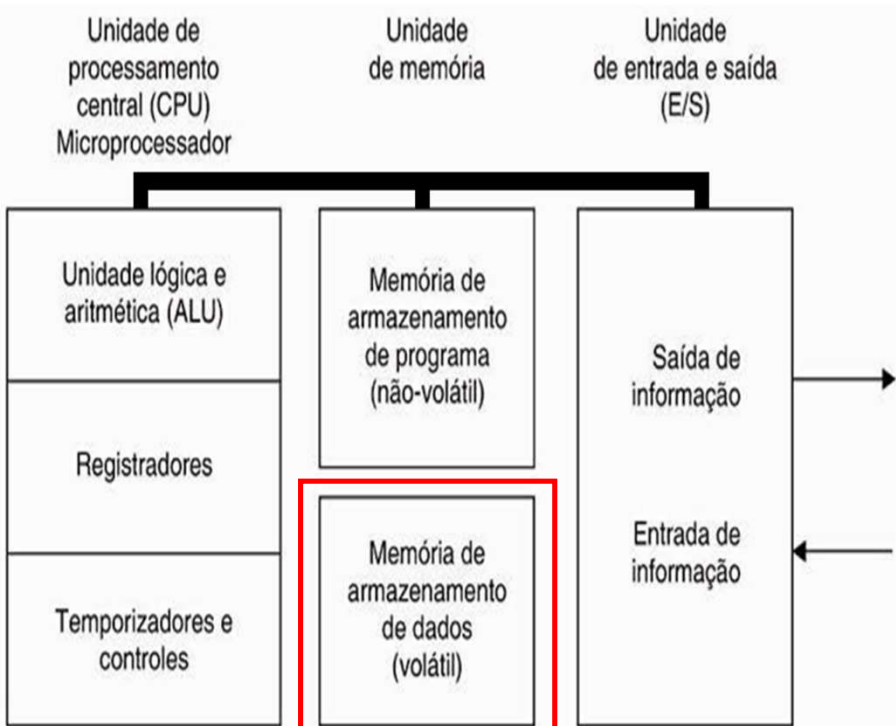 Unidade de
processamento
central (CPU)
Microprocessador
Unidade
de memória
Unidade
de entrada e saída
(E/S)
Unidade lógica e
aritmética (ALU)
Registradores
Temporizadores e
controles
Memória de
armazenamento
de programa
(não-volátil)
Memória de
armazenamento
de dados
(volátil)
Saída de
informação
Entrada de
informação